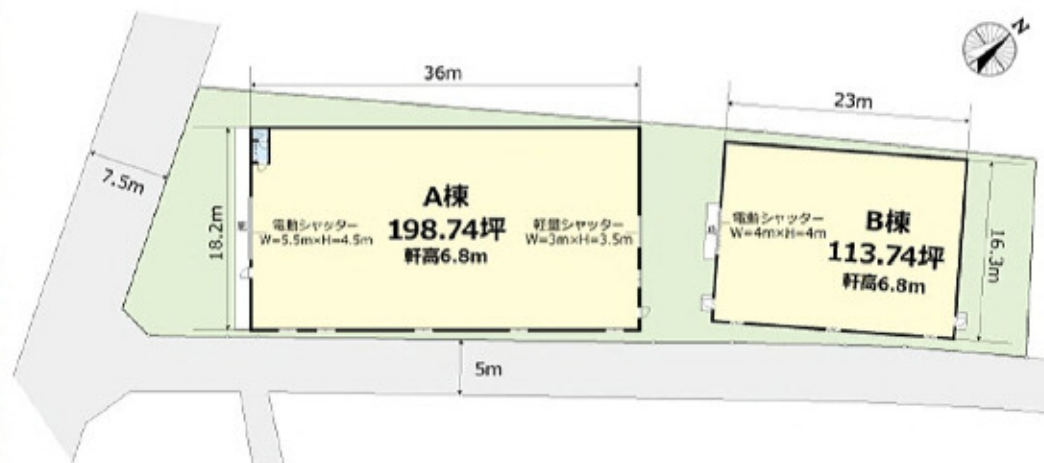 N
36m
23m
7.5m
18.2m
A棟
198.74坪
軒高6.8m
電動シャッター
W=5.5m×H=4.5m
軽量シャッター
W=3m×H=3.5m
電動シャッター
W=4m×H=4m
B棟
113.74坪
軒高6.8m
16.3m
5m